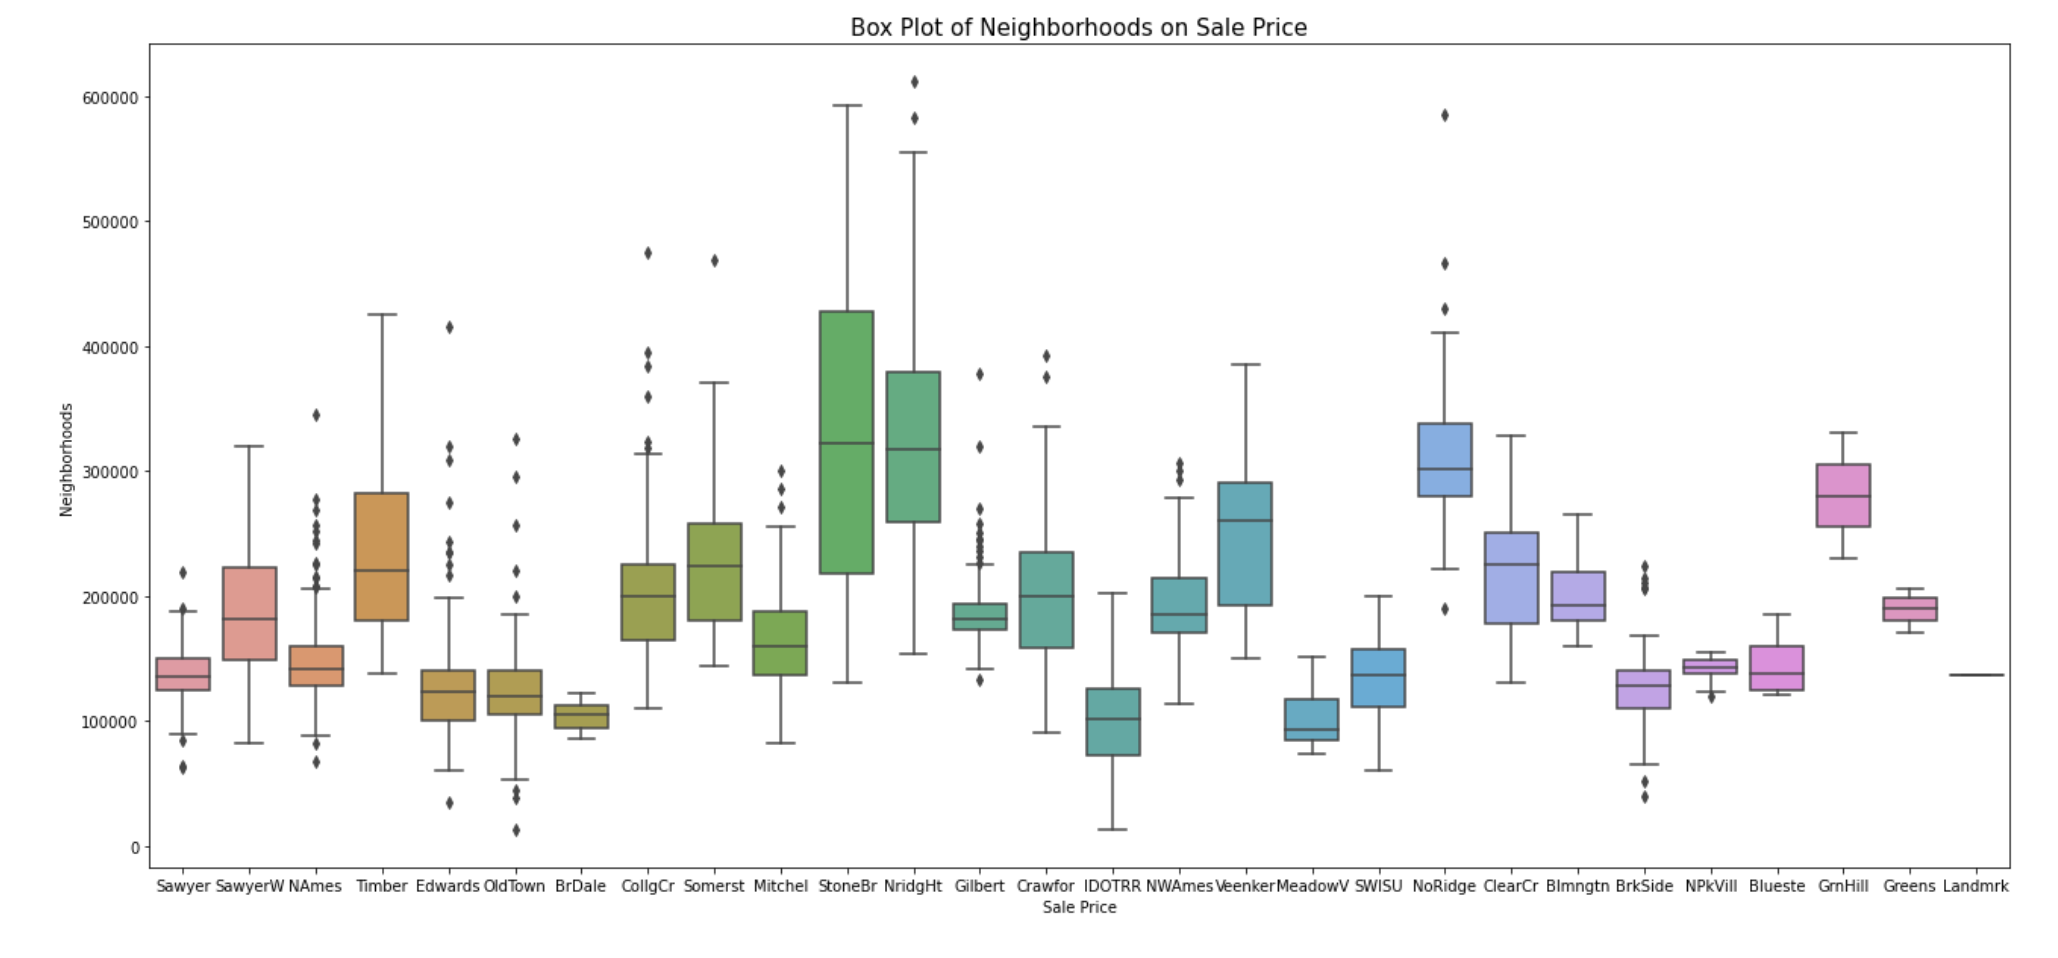 Box Plot of Neighborhoods on Sale Price
600000
500000
400000
300000
200000
100000
0
Neighborhoods
Sawyer SawyerW NAmes Timber Edwards OldTown BrDale CollgCr Somerst Mitchel StoneBr NridgHt Gilbert Crawfor IDOTRR NWAmes Veenker MeadowV SWISU NoRidge ClearCr Blmngtn BrkSide NPkVill Blueste GrnHill Greens Landmrk
Sale Price